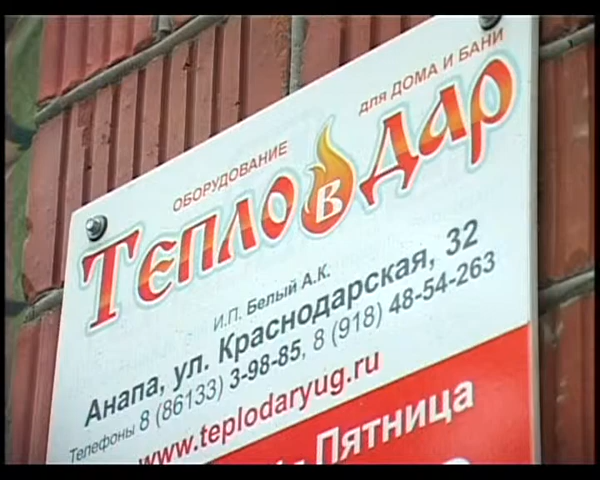 ОБОРУДОВАНИЕ ДЛЯ ДОМА И БАНИ
ТЕПЛОвДАР
И.П. Белый А.К.
Анапа, ул. Краснодарская, 32
Телефоны 8 (86133) 3-98-85, 8 (918) 48-54-263
www.teplodaryug.ru
Пятница